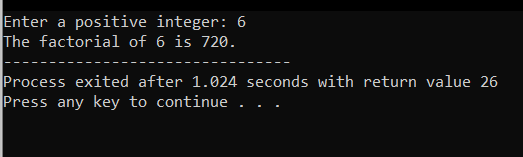 Enter a positive integer: 6
The factorial of 6 is 720.
--------------------------------
Process exited after 1.024 seconds with return value 26
Press any key to continue . . .